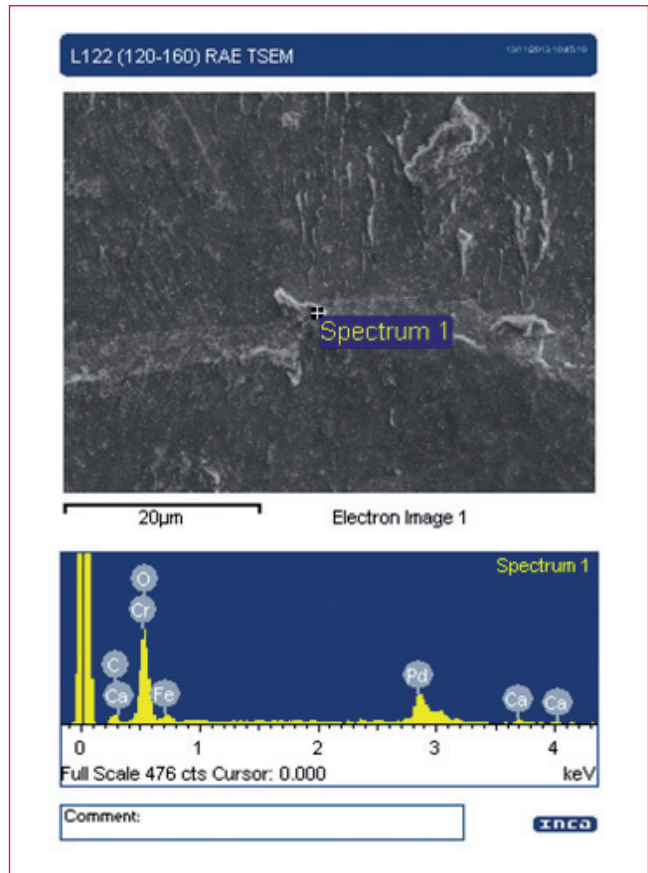 L122 (120-160) RAE TSEM
Spectrum 1
20µm Electron Image 1
Spectrum 1
O
Cr
C
Ca Fe Pd Ca Ca
0 1 2 3 4
Full Scale 476 cts Cursor: 0.000 keV
Comment:
INCA